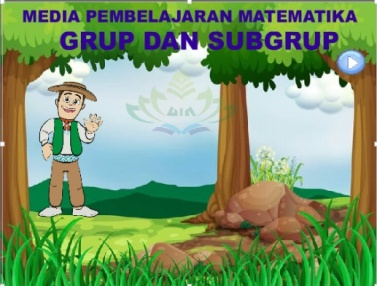 MEDIA PEMBELAJARAN MATEMATIKA
GRUP DAN SUBGRUP